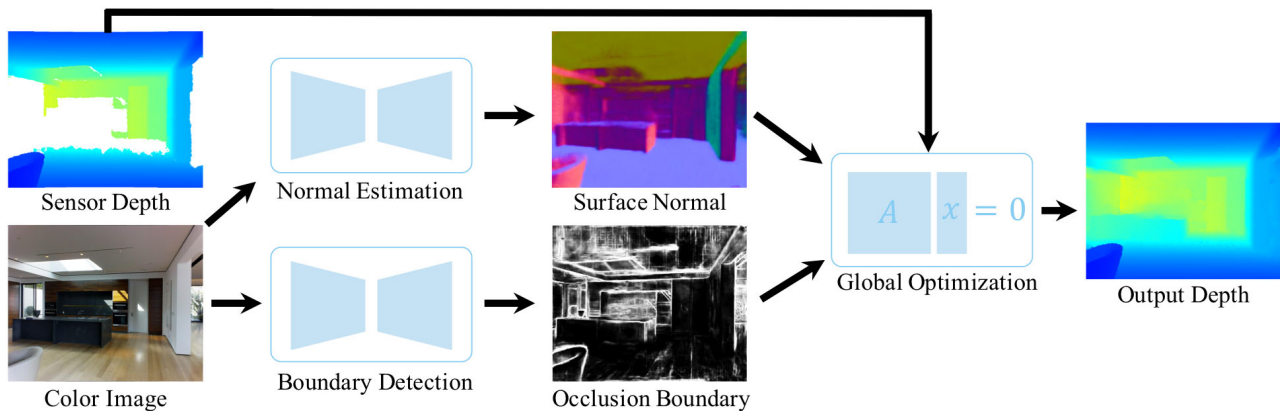 Sensor Depth
Normal Estimation
Surface Normal
A x = 0
Global Optimization
Output Depth
Color Image
Boundary Detection
Occlusion Boundary